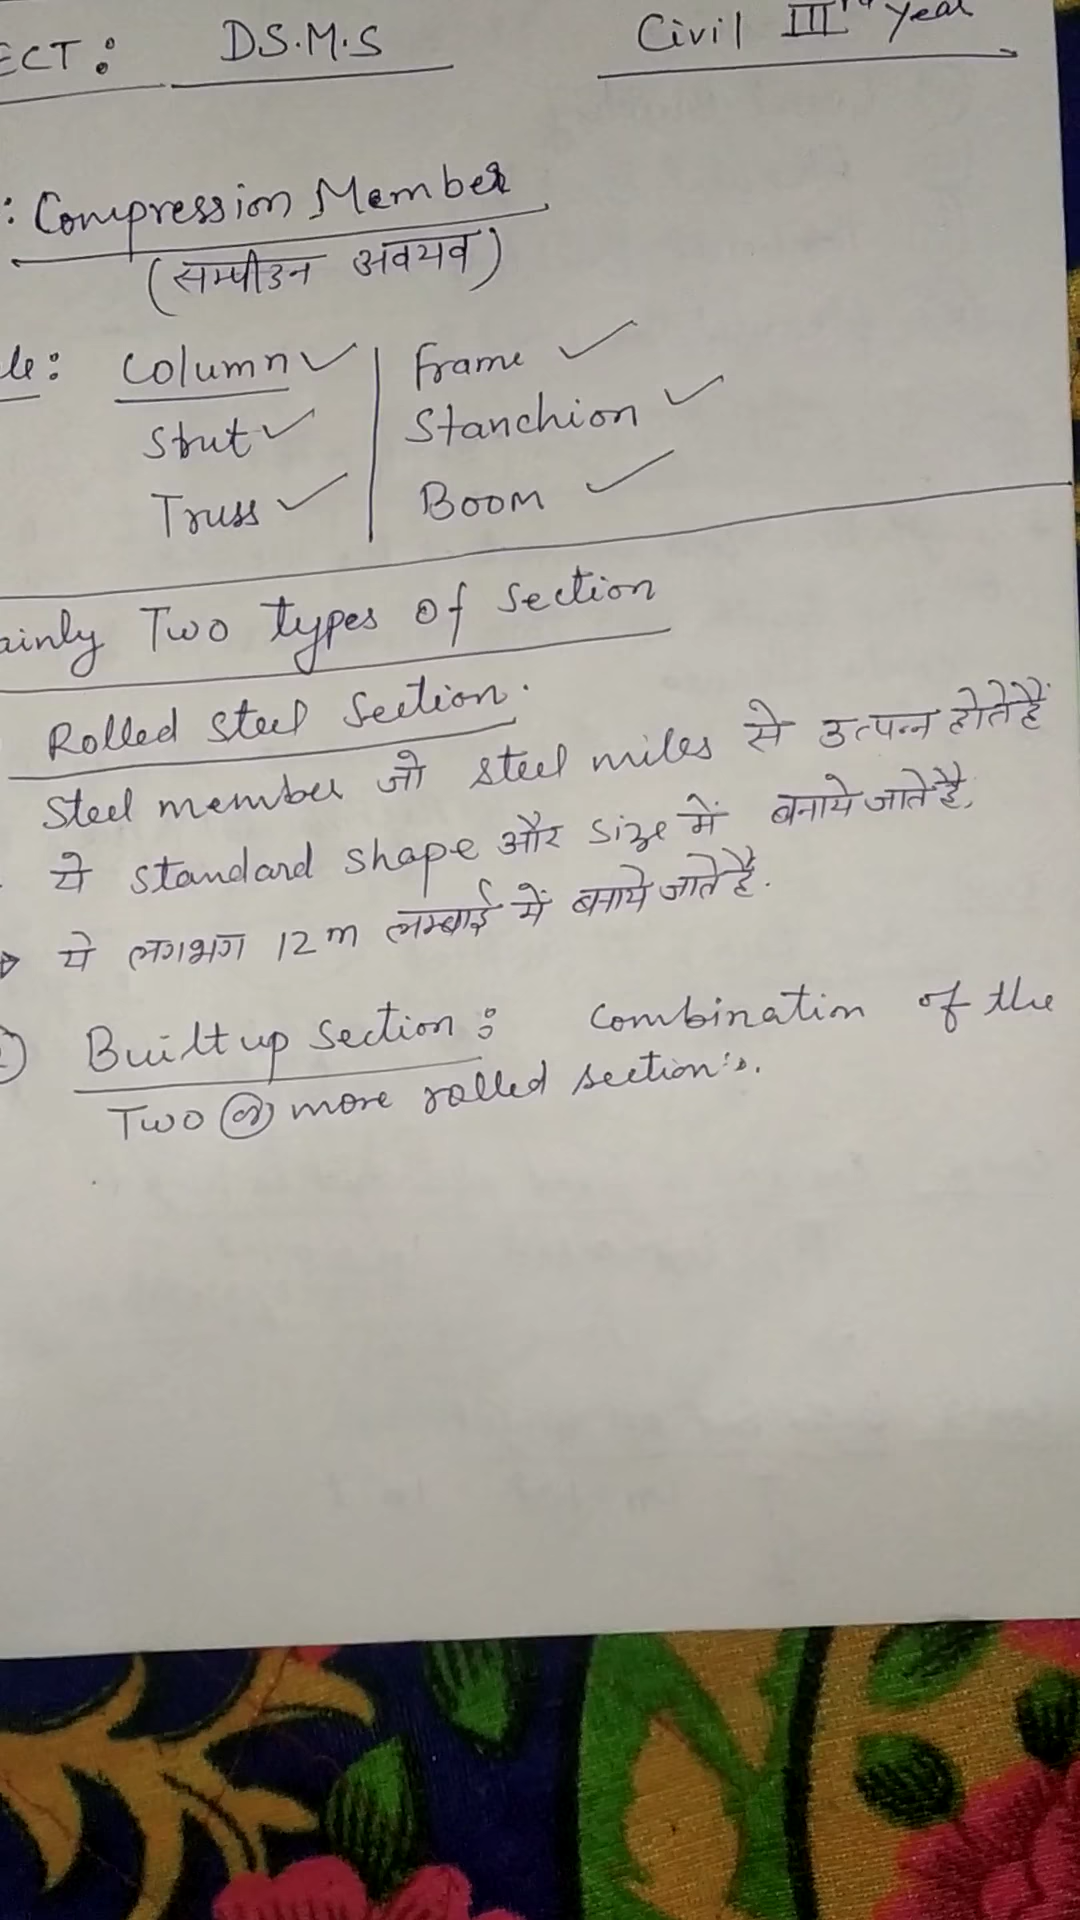 ECT : D.S.M.S Civil IIIrd year
: Compression Member
(सम्पीडन अवयव)
le : Column ✓ | frame ✓
Strut ✓ | Stanchion ✓
Truss ✓ | Boom ✓
ainly Two types of section
Rolled steel section.
Steel member जो steel miles से उत्पन्न होते हैं
ये standard shape और size में बनाये जाते है.
ये लगभग 12m लम्बाई में बनाये जाते है.
Built up section : combination of the
Two or more rolled section's.